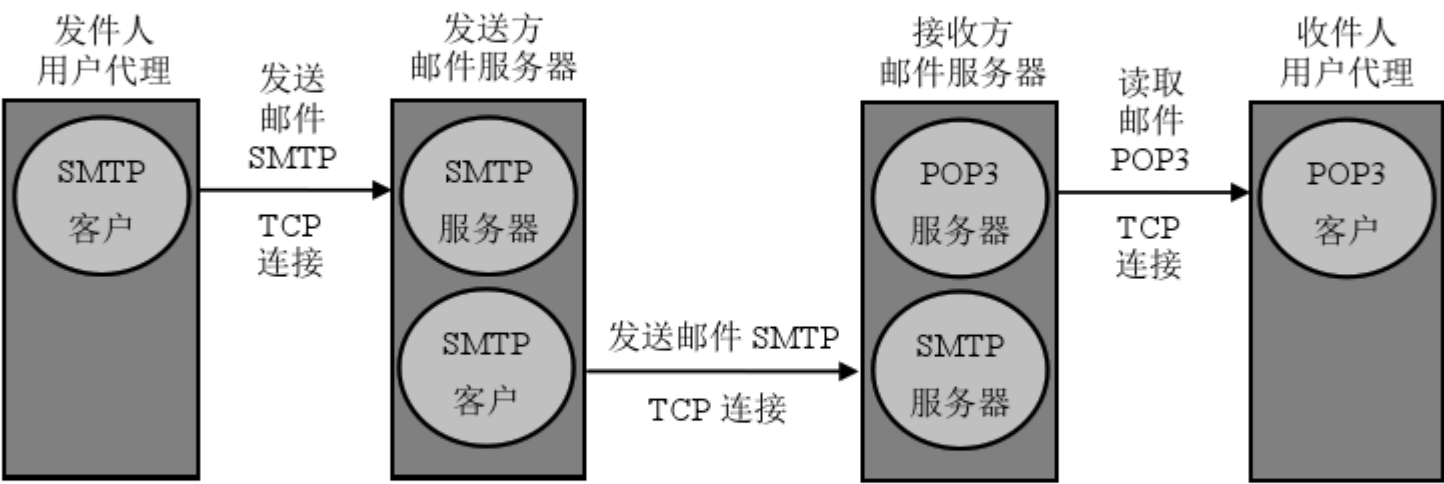 发件人
用户代理
发送
邮件
SMTP
TCP
连接
SMTP
客户
发送方
邮件服务器
SMTP
服务器
SMTP
客户
发送邮件 SMTP
TCP 连接
接收方
邮件服务器
POP3
服务器
SMTP
服务器
读取
邮件
POP3
TCP
连接
收件人
用户代理
POP3
客户